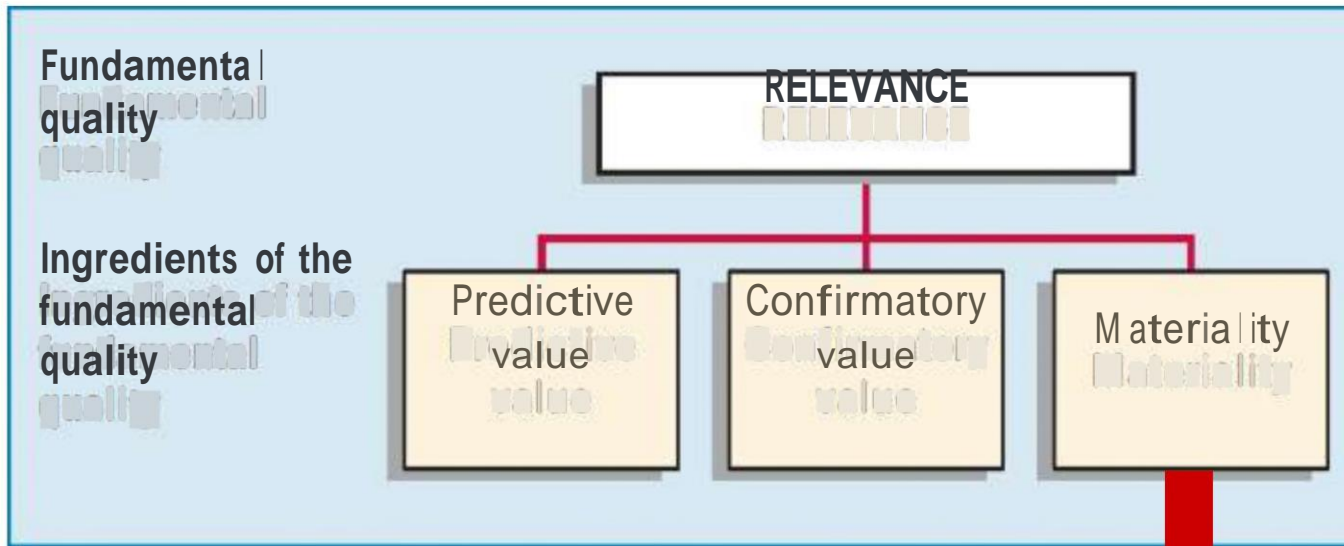 Fundamental
quality
RELEVANCE
Ingredients of the
fundamental
quality
Predictive
value
Confirmatory
value
Materiality